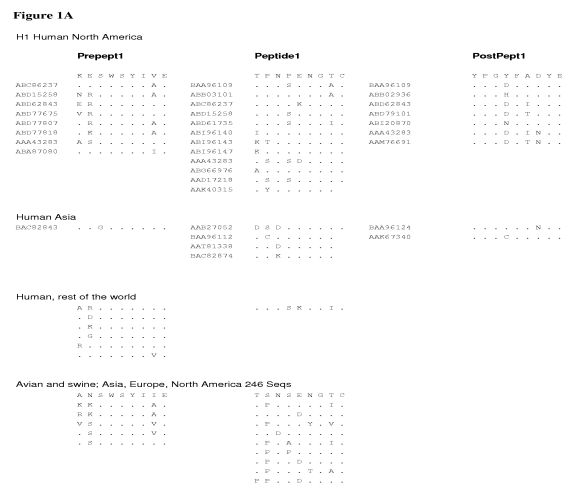 Figure 1A
H1 Human North America
Prepept1 Peptide1 PostPept1
K E S W S Y I V E T P N P E N G T C Y P G Y F A D Y E
ABC86237 . . . . . . . A . BAA96109 . . . S . . . A . BAA96109 . . . D . . . . .
ABD15258 N R . . . . . A . ABB03101 . . . . . . . A . ABB02936 . . . H . . . . .
ABD62843 E R . . . . . . . ABC86237 . . . . K . . . . ABD62843 . . . D . I . . .
ABD77675 V R . . . . . . . ABD15258 . . . S . . . . . ABD79101 . . . D . T . . .
ABD77807 . R . . . . . A . ABD61735 . . . S . . . I . ABI20870 . . . N . . . . .
ABD77818 . K . . . . . A . ABI96140 I . . . . . . . . AAA43283 . . . D . I N . .
AAA43283 A S . . . . . . . ABI96143 K T . . . . . . . AAM76691 . . . D . T N . .
ABA87080 . . . . . . . I . ABI96147 K . . . . . . . .
AAA43283 . S . S D . . . .
ABG66976 A . . . . . . . .
AAD17218 . S . S . . . . .
AAK40315 . Y . . . . . .
Human Asia
BAC82843 . . G . . . . . . AAB27052 D S D . . . . . . BAA96124 . . . . . . N . .
BAA96112 . C . . . . . . AAK67340 . . . C . . . . .
AAT81338 . . D . . . . .
BAC82874 . . K . . . . .
Human, rest of the world
A R . . . . . . . . . . S K . . I .
. D . . . . . . .
. K . . . . . . .
. G . . . . . . .
R . . . . . . . .
. . . . . . . V .
Avian and swine; Asia, Europe, North America 246 Seqs
A N S W S Y I I E T S N S E N G T C
K K . . . . . A . . P . . . . . I .
R K . . . . . A . . . . . D . . . .
V S . . . . . V . . P . . . Y . V .
. S . . . . . V . . . D . . . . . .
. S . . . . . . . . P . A . . . I .
. P . P . . . . .
. P . . D . . . .
. P . . . T . A .
P P . . D . . . .